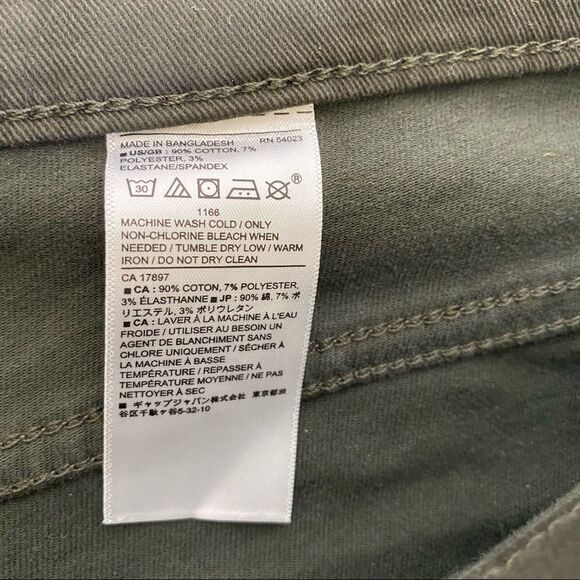 MADE IN BANGLADESH RN 54023
■ US/GB : 90% COTTON, 7%
POLYESTER, 3%
ELASTANE/SPANDEX
30 ®
1166
MACHINE WASH COLD / ONLY
NON-CHLORINE BLEACH WHEN
NEEDED / TUMBLE DRY LOW / WARM
IRON / DO NOT DRY CLEAN
CA 17897
■ CA : 90% COTON, 7% POLYESTER,
3% ÉLASTHANNE ■ JP : 90% 綿, 7% ポ
リエステル, 3% ポリウレタン
■ CA : LAVER À LA MACHINE À L'EAU
FROIDE / UTILISER AU BESOIN UN
AGENT DE BLANCHIMENT SANS
CHLORE UNIQUEMENT / SÉCHER À
LA MACHINE À BASSE
TEMPÉRATURE / REPASSER À
TEMPÉRATURE MOYENNE / NE PAS
NETTOYER À SEC
■ ギャップジャパン株式会社 東京都渋
谷区千駄ヶ谷5-32-10